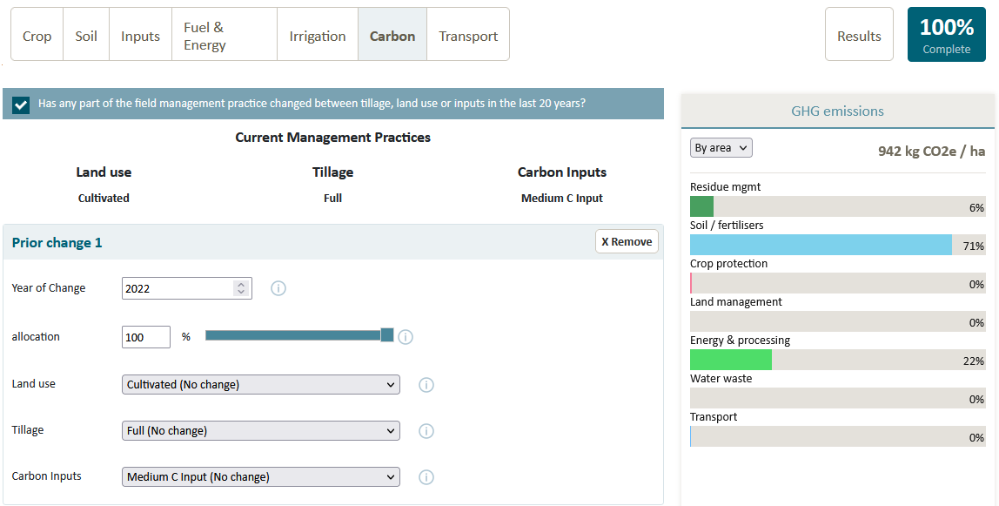 Crop
Soil
Inputs
Fuel &
Energy
Irrigation
Carbon
Transport
Results
100%
Complete
Has any part of the field management practice changed between tillage, land use or inputs in the last 20 years?
Current Management Practices
Land use
Tillage
Carbon Inputs
Cultivated
Full
Medium C Input
Prior change 1
X Remove
Year of Change
2022
allocation
100
%
Land use
Cultivated (No change)
Tillage
Full (No change)
Carbon Inputs
Medium C Input (No change)
GHG emissions
By area
942 kg CO2e / ha
Residue mgmt
6%
Soil / fertilisers
71%
Crop protection
0%
Land management
0%
Energy & processing
22%
Water waste
0%
Transport
0%